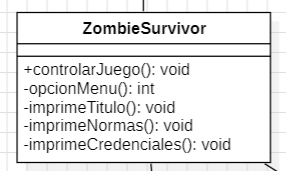 ZombieSurvivor
+controlarJuego(): void
-opcionMenu(): int
-imprimeTitulo(): void
-imprimeNormas(): void
-imprimeCredenciales(): void